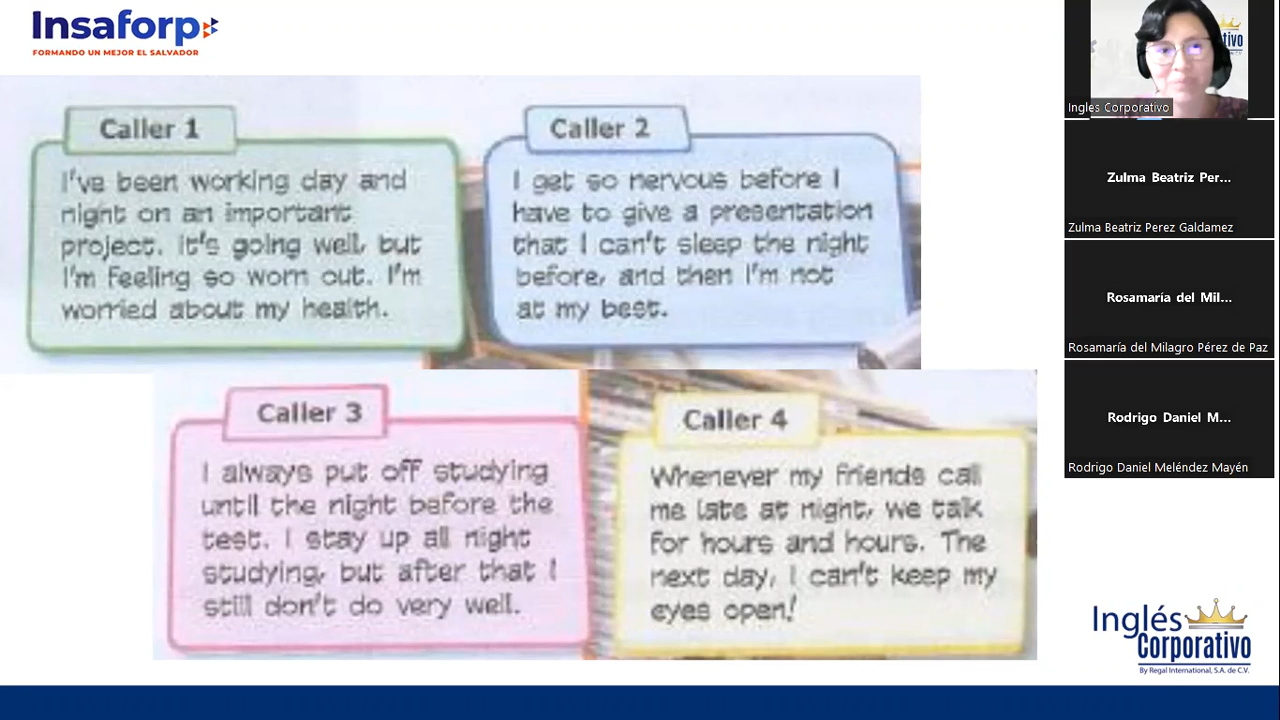 Insaforp
FORMANDO UN MEJOR EL SALVADOR
Caller 1
I've been working day and
night on an important
project. It's going well, but
I'm feeling so worn out. I'm
worried about my health.
Caller 2
I get so nervous before I
have to give a presentation
that I can't sleep the night
before, and then I'm not
at my best.
Caller 3
I always put off studying
until the night before the
test. I stay up all night
studying, but after that I
still don't do very well.
Caller 4
Whenever my friends call
me late at night, we talk
for hours and hours. The
next day, I can't keep my
eyes open!
Ingles Corporativo
Zulma Beatriz Per...
Zulma Beatriz Perez Galdamez
Rosamaría del Mil...
Rosamaría del Milagro Pérez de Paz
Rodrigo Daniel M...
Rodrigo Daniel Meléndez Mayén
Inglés
Corporativo
By Regal International, S.A. de C.V.